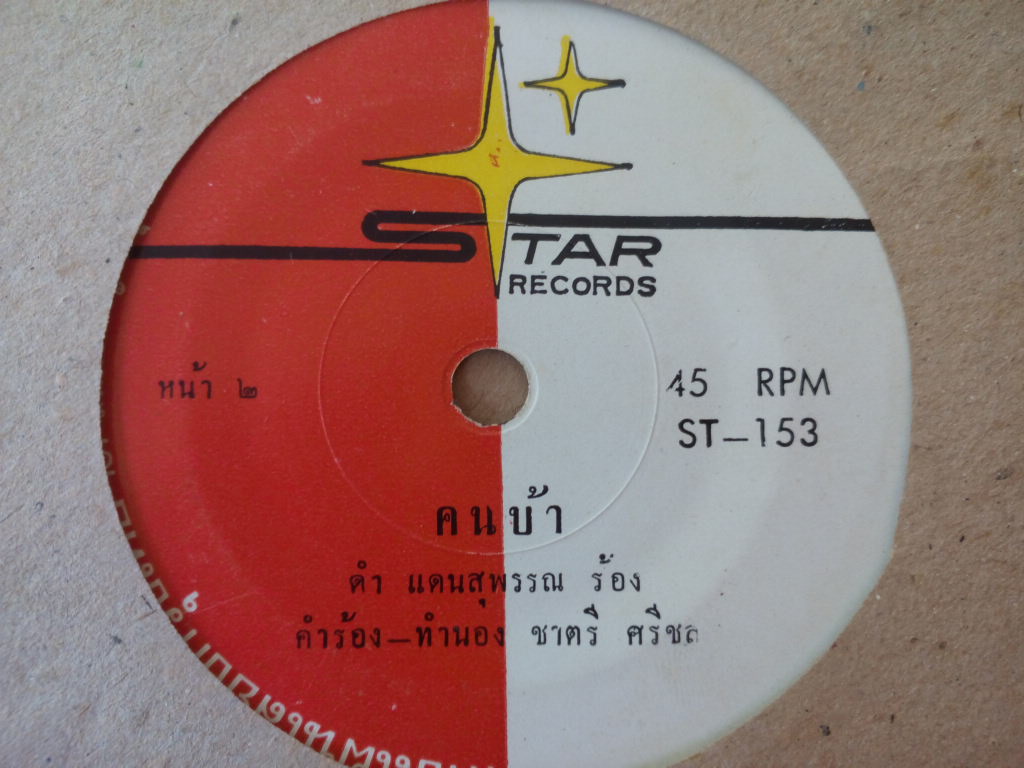 STAR
RECORDS
หน้า ๒
45 RPM
ST-153
คนบ้า
ดำ แดนสุพรรณ ร้อง
คำร้อง-ทำนอง ชาตรี ศรีชล